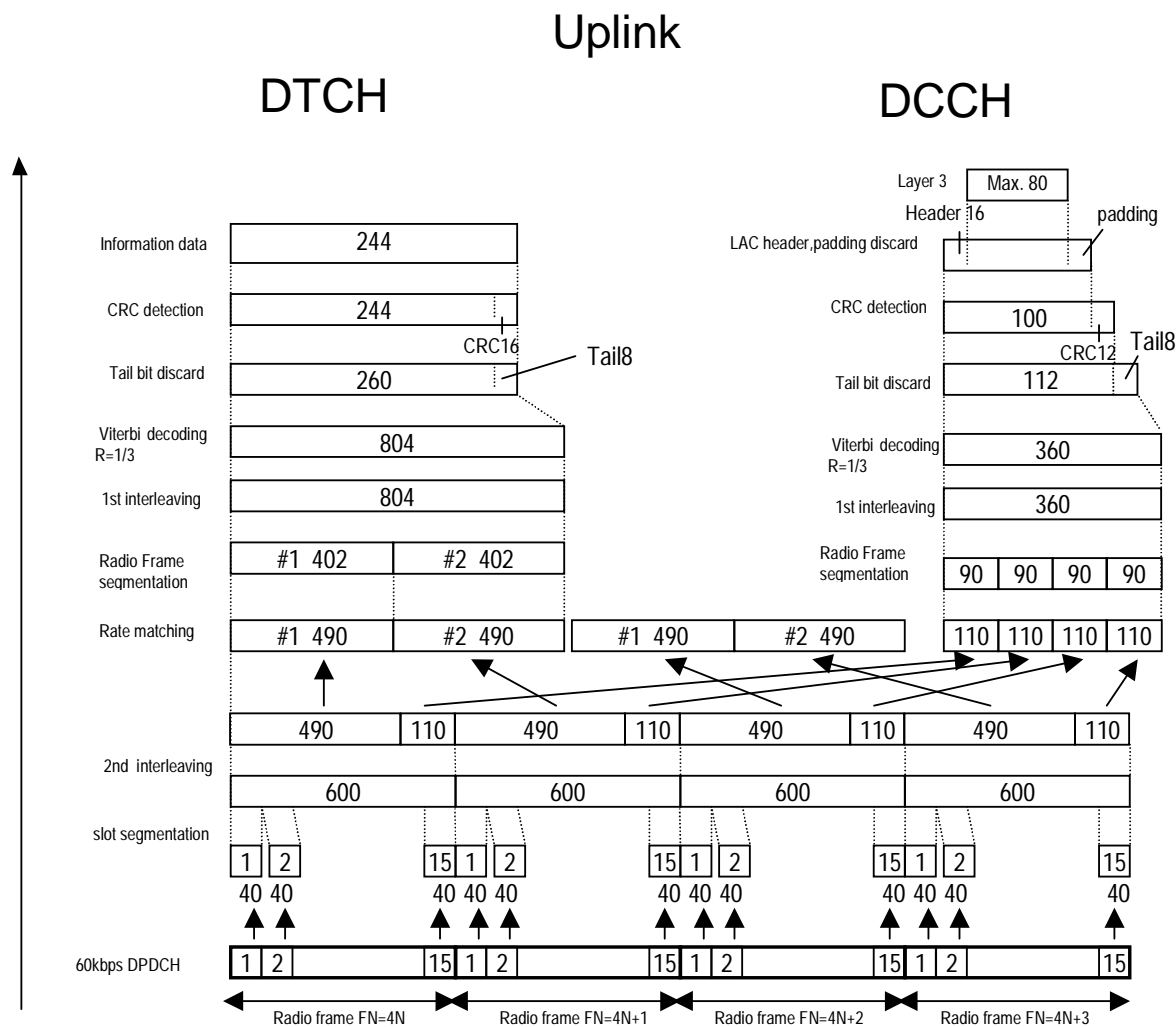 Uplink
DTCH
DCCH
Layer 3
Max. 80
Header 16
padding
Information data
244
LAC header,padding discard
CRC detection
244
CRC16
CRC detection
100
CRC12
Tail bit discard
260
Tail8
Tail bit discard
112
Tail8
Viterbi decoding
R=1/3
804
Viterbi decoding
R=1/3
360
1st interleaving
804
1st interleaving
360
Radio Frame
segmentation
#1 402
#2 402
Radio Frame
segmentation
90 90 90 90
Rate matching
#1 490
#2 490
#1 490
#2 490
110 110 110 110
490 110 490 110 490 110 490 110
2nd interleaving
600 600 600 600
slot segmentation
1 2 15 1 2 15 1 2 15 1 2 15
40 40 40 40 40 40 40 40 40 40 40 40
60kbps DPDCH
1 2 15 1 2 15 1 2 15 1 2 15
Radio frame FN=4N
Radio frame FN=4N+1
Radio frame FN=4N+2
Radio frame FN=4N+3